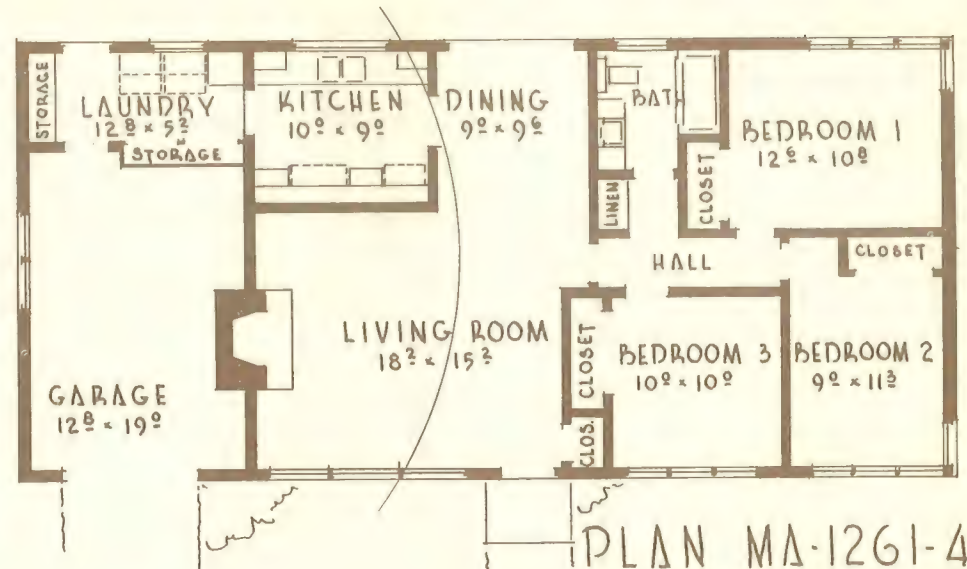 STORAGE
LAUNDRY
12⁸ x 5²
STORAGE
KITCHEN
10⁰ x 9⁰
DINING
9⁰ x 9⁶
BATH
LINEN
CLOSET
BEDROOM 1
12⁶ x 10⁸
CLOSET
HALL
LIVING ROOM
18² x 15²
CLOSET
BEDROOM 3
10⁰ x 10⁰
BEDROOM 2
9⁰ x 11³
GARAGE
12⁸ x 19⁰
CLOS.
PLAN MA-1261-4